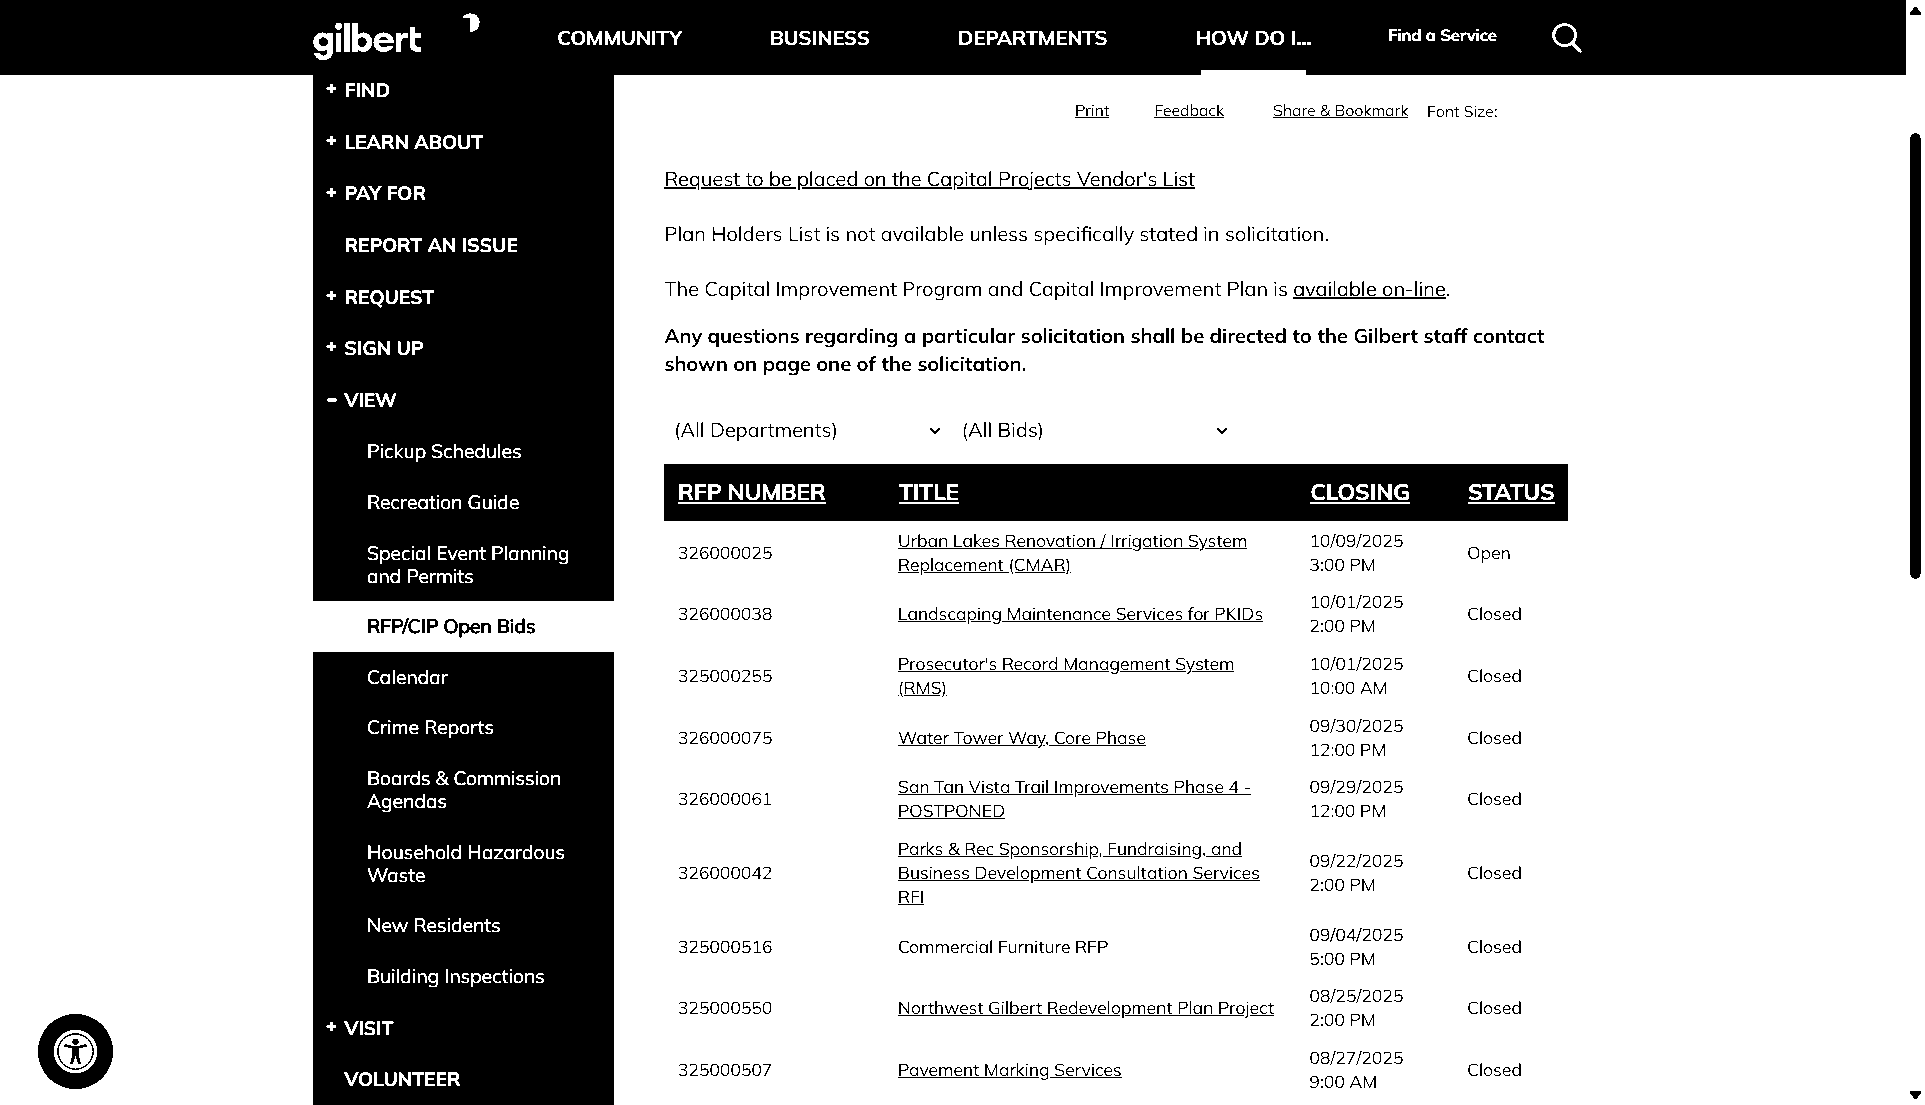 gilbert
COMMUNITY
BUSINESS
DEPARTMENTS
HOW DO I...
Find a Service
+ FIND
+ LEARN ABOUT
+ PAY FOR
REPORT AN ISSUE
+ REQUEST
+ SIGN UP
- VIEW
Pickup Schedules
Recreation Guide
Special Event Planning
and Permits
RFP/CIP Open Bids
Calendar
Crime Reports
Boards & Commission
Agendas
Household Hazardous
Waste
New Residents
Building Inspections
+ VISIT
VOLUNTEER
Print
Feedback
Share & Bookmark
Font Size:
Request to be placed on the Capital Projects Vendor's List
Plan Holders List is not available unless specifically stated in solicitation.
The Capital Improvement Program and Capital Improvement Plan is available on-line.
Any questions regarding a particular solicitation shall be directed to the Gilbert staff contact
shown on page one of the solicitation.
(All Departments)
(All Bids)
RFP NUMBER
TITLE
CLOSING
STATUS
326000025
Urban Lakes Renovation / Irrigation System
Replacement (CMAR)
10/09/2025
3:00 PM
Open
326000038
Landscaping Maintenance Services for PKIDs
10/01/2025
2:00 PM
Closed
325000255
Prosecutor's Record Management System
(RMS)
10/01/2025
10:00 AM
Closed
326000075
Water Tower Way, Core Phase
09/30/2025
12:00 PM
Closed
326000061
San Tan Vista Trail Improvements Phase 4 -
POSTPONED
09/29/2025
12:00 PM
Closed
326000042
Parks & Rec Sponsorship, Fundraising, and
Business Development Consultation Services
RFI
09/22/2025
2:00 PM
Closed
325000516
Commercial Furniture RFP
09/04/2025
5:00 PM
Closed
325000550
Northwest Gilbert Redevelopment Plan Project
08/25/2025
2:00 PM
Closed
325000507
Pavement Marking Services
08/27/2025
9:00 AM
Closed